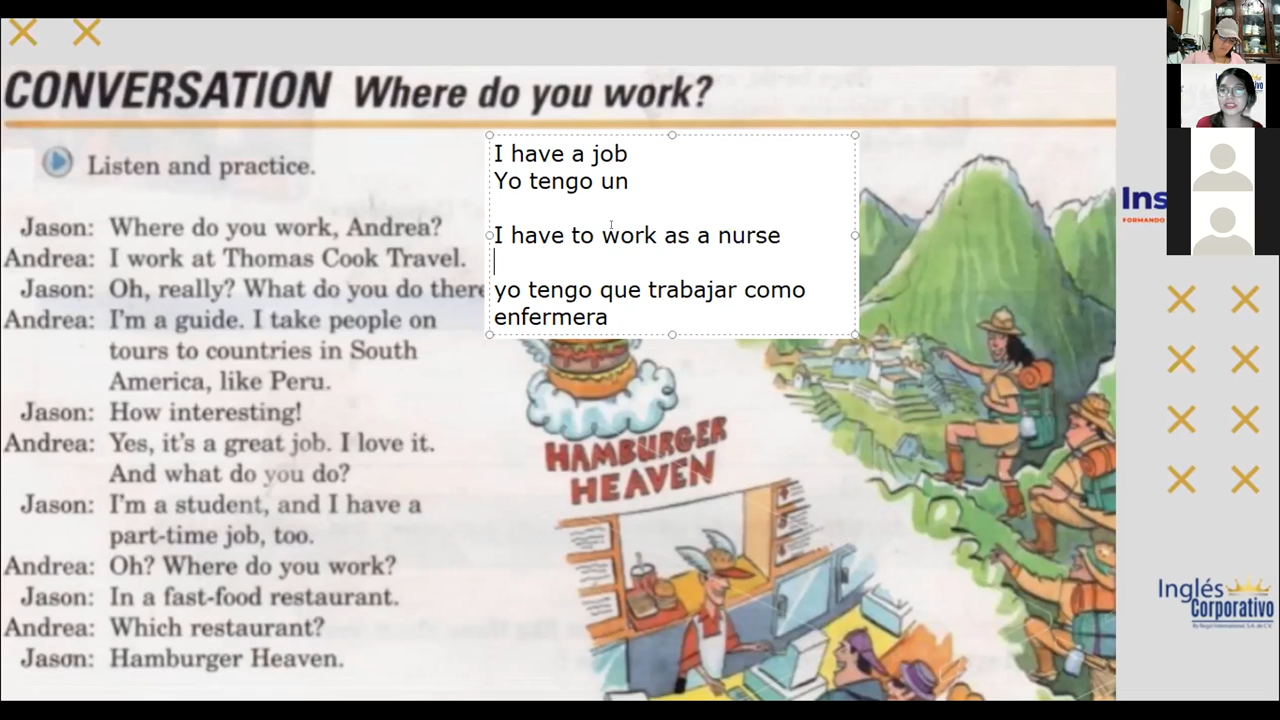 CONVERSATION Where do you work?
Listen and practice.
Jason: Where do you work, Andrea?
Andrea: I work at Thomas Cook Travel.
Jason: Oh, really? What do you do there
Andrea: I'm a guide. I take people on
tours to countries in South
America, like Peru.
Jason: How interesting!
Andrea: Yes, it's a great job. I love it.
And what do you do?
Jason: I'm a student, and I have a
part-time job, too.
Andrea: Oh? Where do you work?
Jason: In a fast-food restaurant.
Andrea: Which restaurant?
Jason: Hamburger Heaven.
I have a job
Yo tengo un
I have to work as a nurse
yo tengo que trabajar como
enfermera
HAMBURGER
HEAVEN
Ins
FORMANDO
Inglés
Corporativo